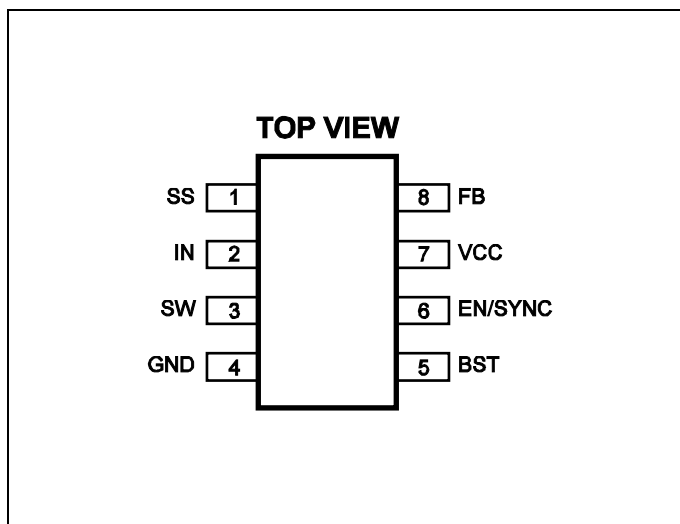 TOP VIEW
SS 1 8 FB
IN 2 7 VCC
SW 3 6 EN/SYNC
GND 4 5 BST